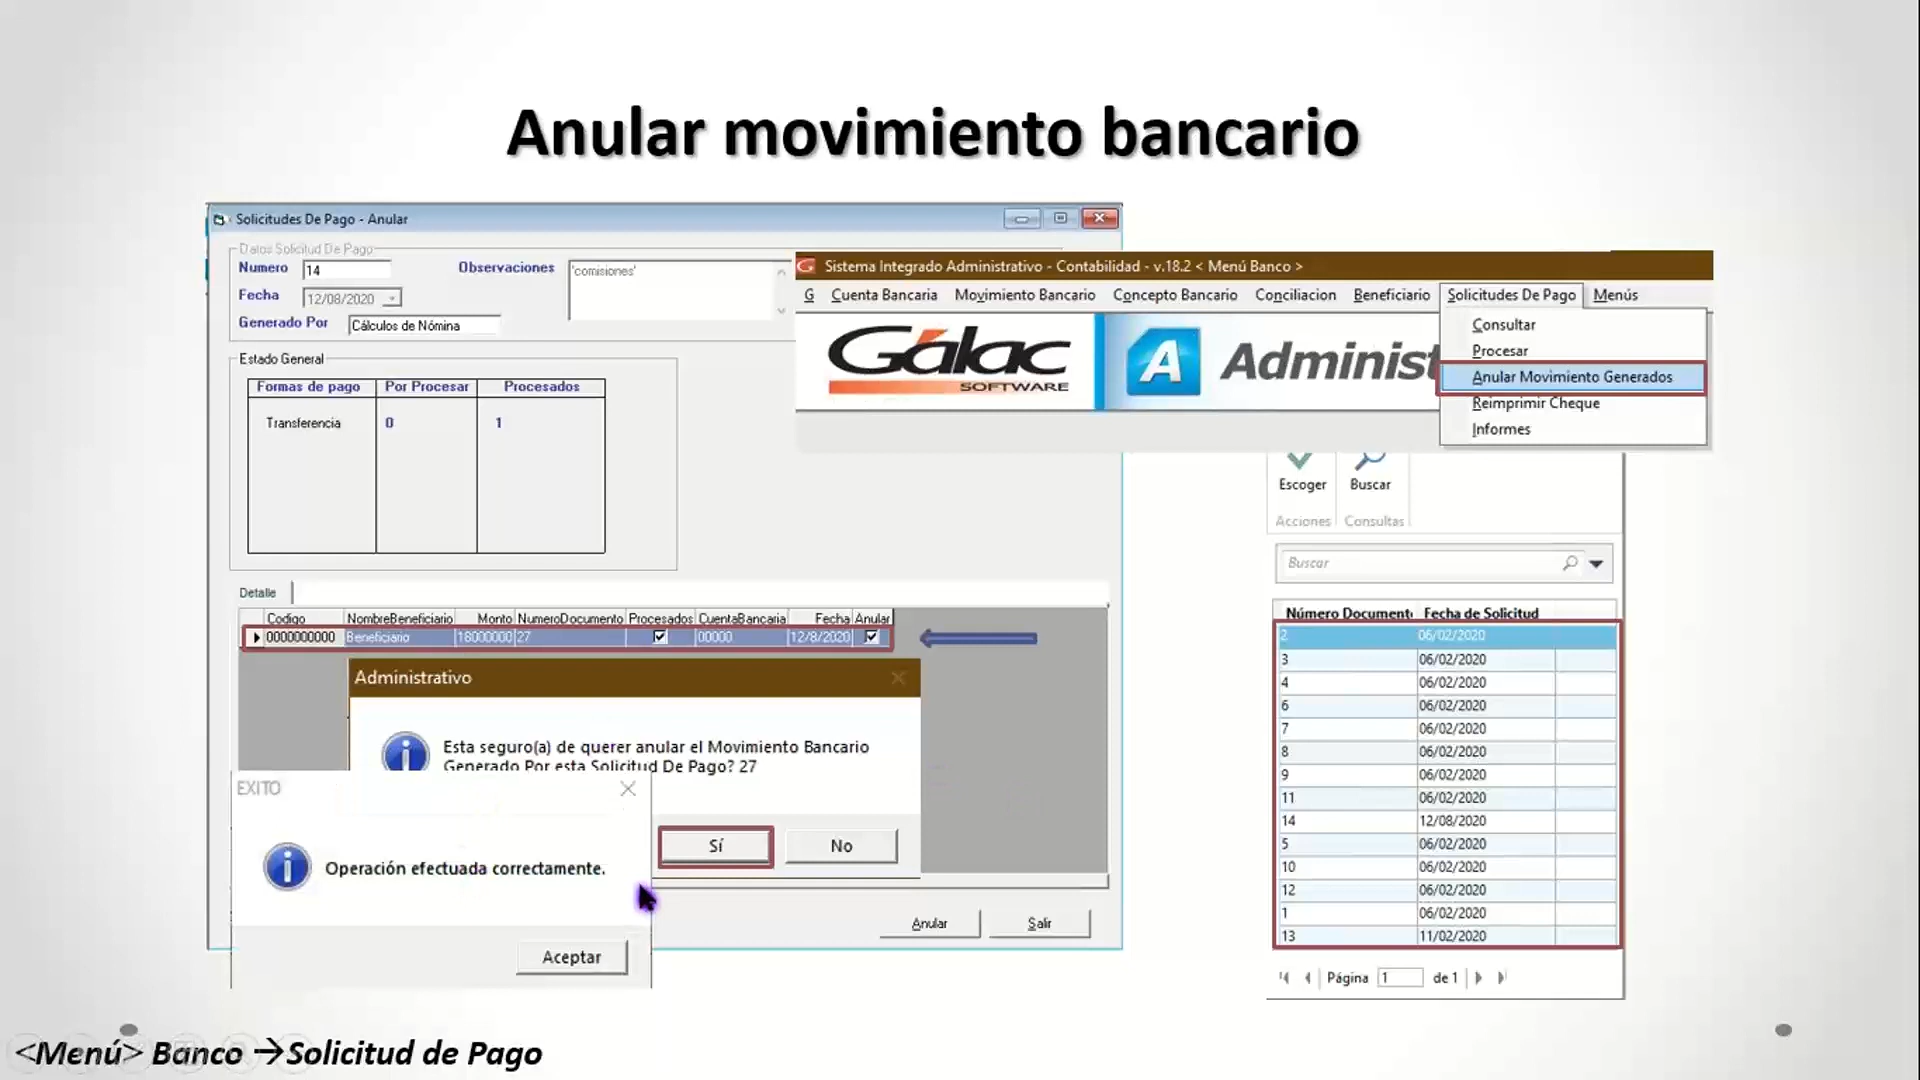 Anular movimiento bancario
Solicitudes De Pago - Anular
Datos Solicitud De Pago
Numero 14
Observaciones 'comisiones'
Fecha 12/08/2020
Generado Por Cálculos de Nómina
Estado General
Formas de pago Por Procesar Procesados
Transferencia 0 1
Detalle
Codigo NombreBeneficiario Monto NumeroDocumento Procesados CuentaBancaria Fecha Anular
0000000000 Beneficiario 18000000 27 00000 12/8/2020
Administrativo
Esta seguro(a) de querer anular el Movimiento Bancario
Generado Por esta Solicitud De Pago? 27
Sí No
EXITO
Operación efectuada correctamente.
Aceptar
Anular Salir
Sistema Integrado Administrativo - Contabilidad - v.18.2 < Menú Banco >
G Cuenta Bancaria Movimiento Bancario Concepto Bancario Conciliacion Beneficiario Solicitudes De Pago Menús
Gálac
SOFTWARE
A Administ
Consultar
Procesar
Anular Movimiento Generados
Reimprimir Cheque
Informes
Escoger Buscar
Acciones Consultas
Buscar
Número Document Fecha de Solicitud
2 06/02/2020
3 06/02/2020
4 06/02/2020
6 06/02/2020
7 06/02/2020
8 06/02/2020
9 06/02/2020
11 06/02/2020
14 12/08/2020
5 06/02/2020
10 06/02/2020
12 06/02/2020
1 06/02/2020
13 11/02/2020
Página 1 de 1
<Menú> Banco →Solicitud de Pago